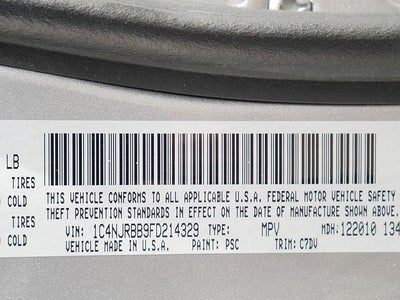 LB
TIRES
COLD
TIRES
COLD
THIS VEHICLE CONFORMS TO ALL APPLICABLE U.S.A. FEDERAL MOTOR VEHICLE SAFETY
THEFT PREVENTION STANDARDS IN EFFECT ON THE DATE OF MANUFACTURE SHOWN ABOVE.
VIN: 1C4NJRBB9FD214329 TYPE: MPV MDH: 122010 134
VEHICLE MADE IN U.S.A. PAINT: PSC TRIM: C7DV